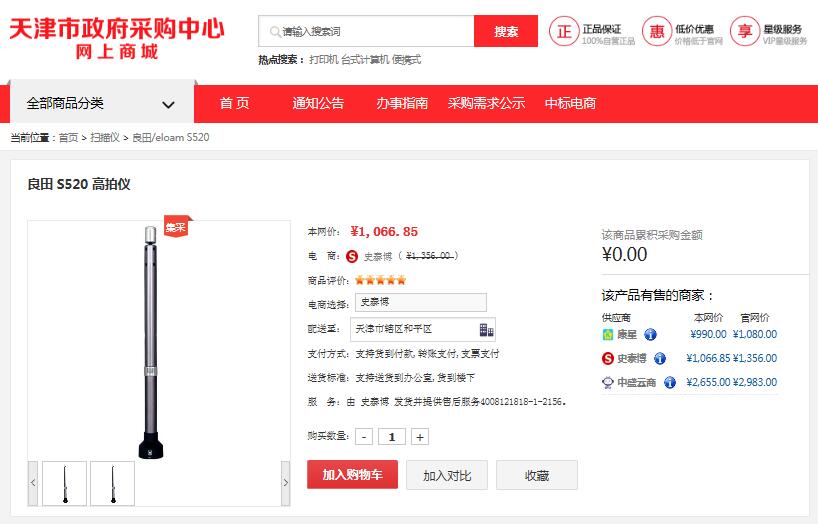 天津市政府采购中心
网上商城
请输入搜索词
搜索
热点搜索： 打印机 台式计算机 便携式
正
正品保证
100%自营正品
惠
低价优惠
价格低于官网
享
星级服务
VIP星级服务
全部商品分类
首 页
通知公告
办事指南
采购需求公示
中标电商
当前位置：首页 > 扫描仪 > 良田/eloam S520
良田 S520 高拍仪
集采
本网价： ¥1,066.85
电 商： S 史泰博 （ ¥1,356.00 ）
商品评价：
电商选择： 史泰博
配送至： 天津市辖区和平区
支付方式： 支持货到付款, 转账支付, 支票支付
送货标准： 支持送货到办公室, 货到楼下
服 务：由 史泰博 发货并提供售后服务4008121818-1-2156。
购买数量： - 1 +
加入购物车
加入对比
收藏
该商品累积采购金额
¥0.00
该产品有售的商家：
供应商 本网价 官网价
康星 i ¥990.00 ¥1,080.00
S 史泰博 i ¥1,066.85 ¥1,356.00
中盛云商 i ¥2,655.00 ¥2,983.00